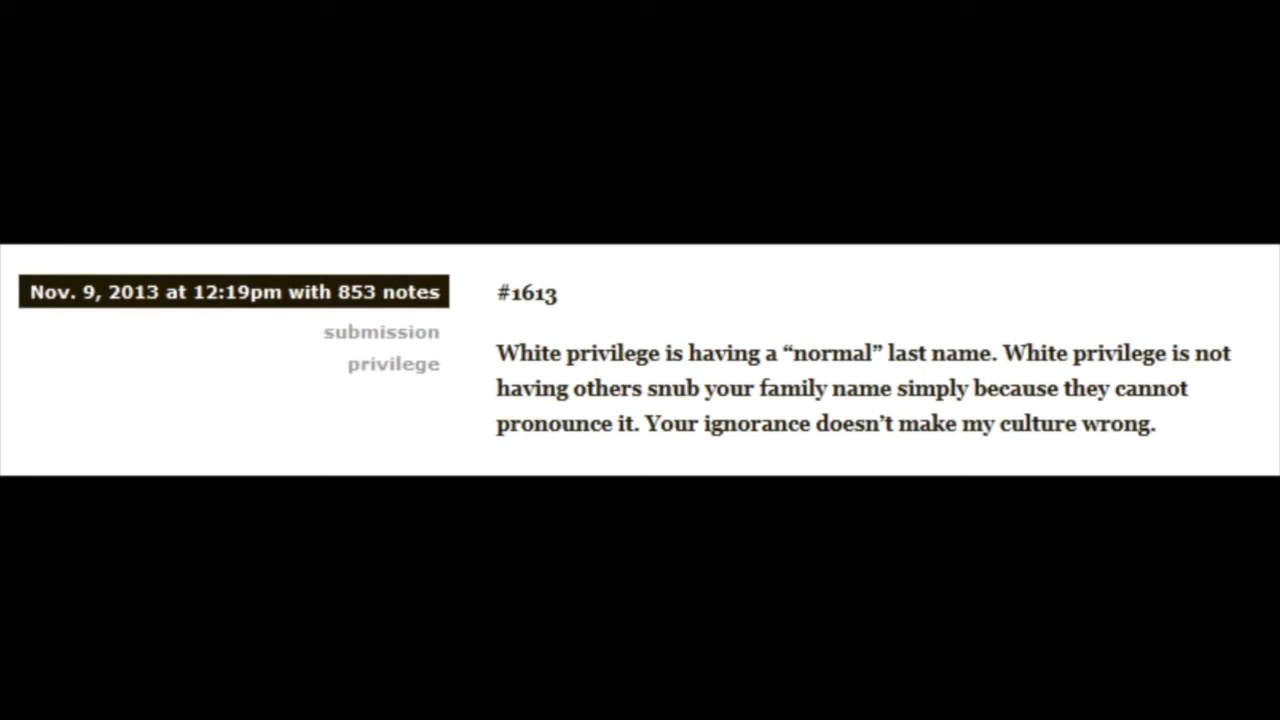 Nov. 9, 2013 at 12:19pm with 853 notes
submission
privilege
#1613
White privilege is having a “normal” last name. White privilege is not
having others snub your family name simply because they cannot
pronounce it. Your ignorance doesn’t make my culture wrong.